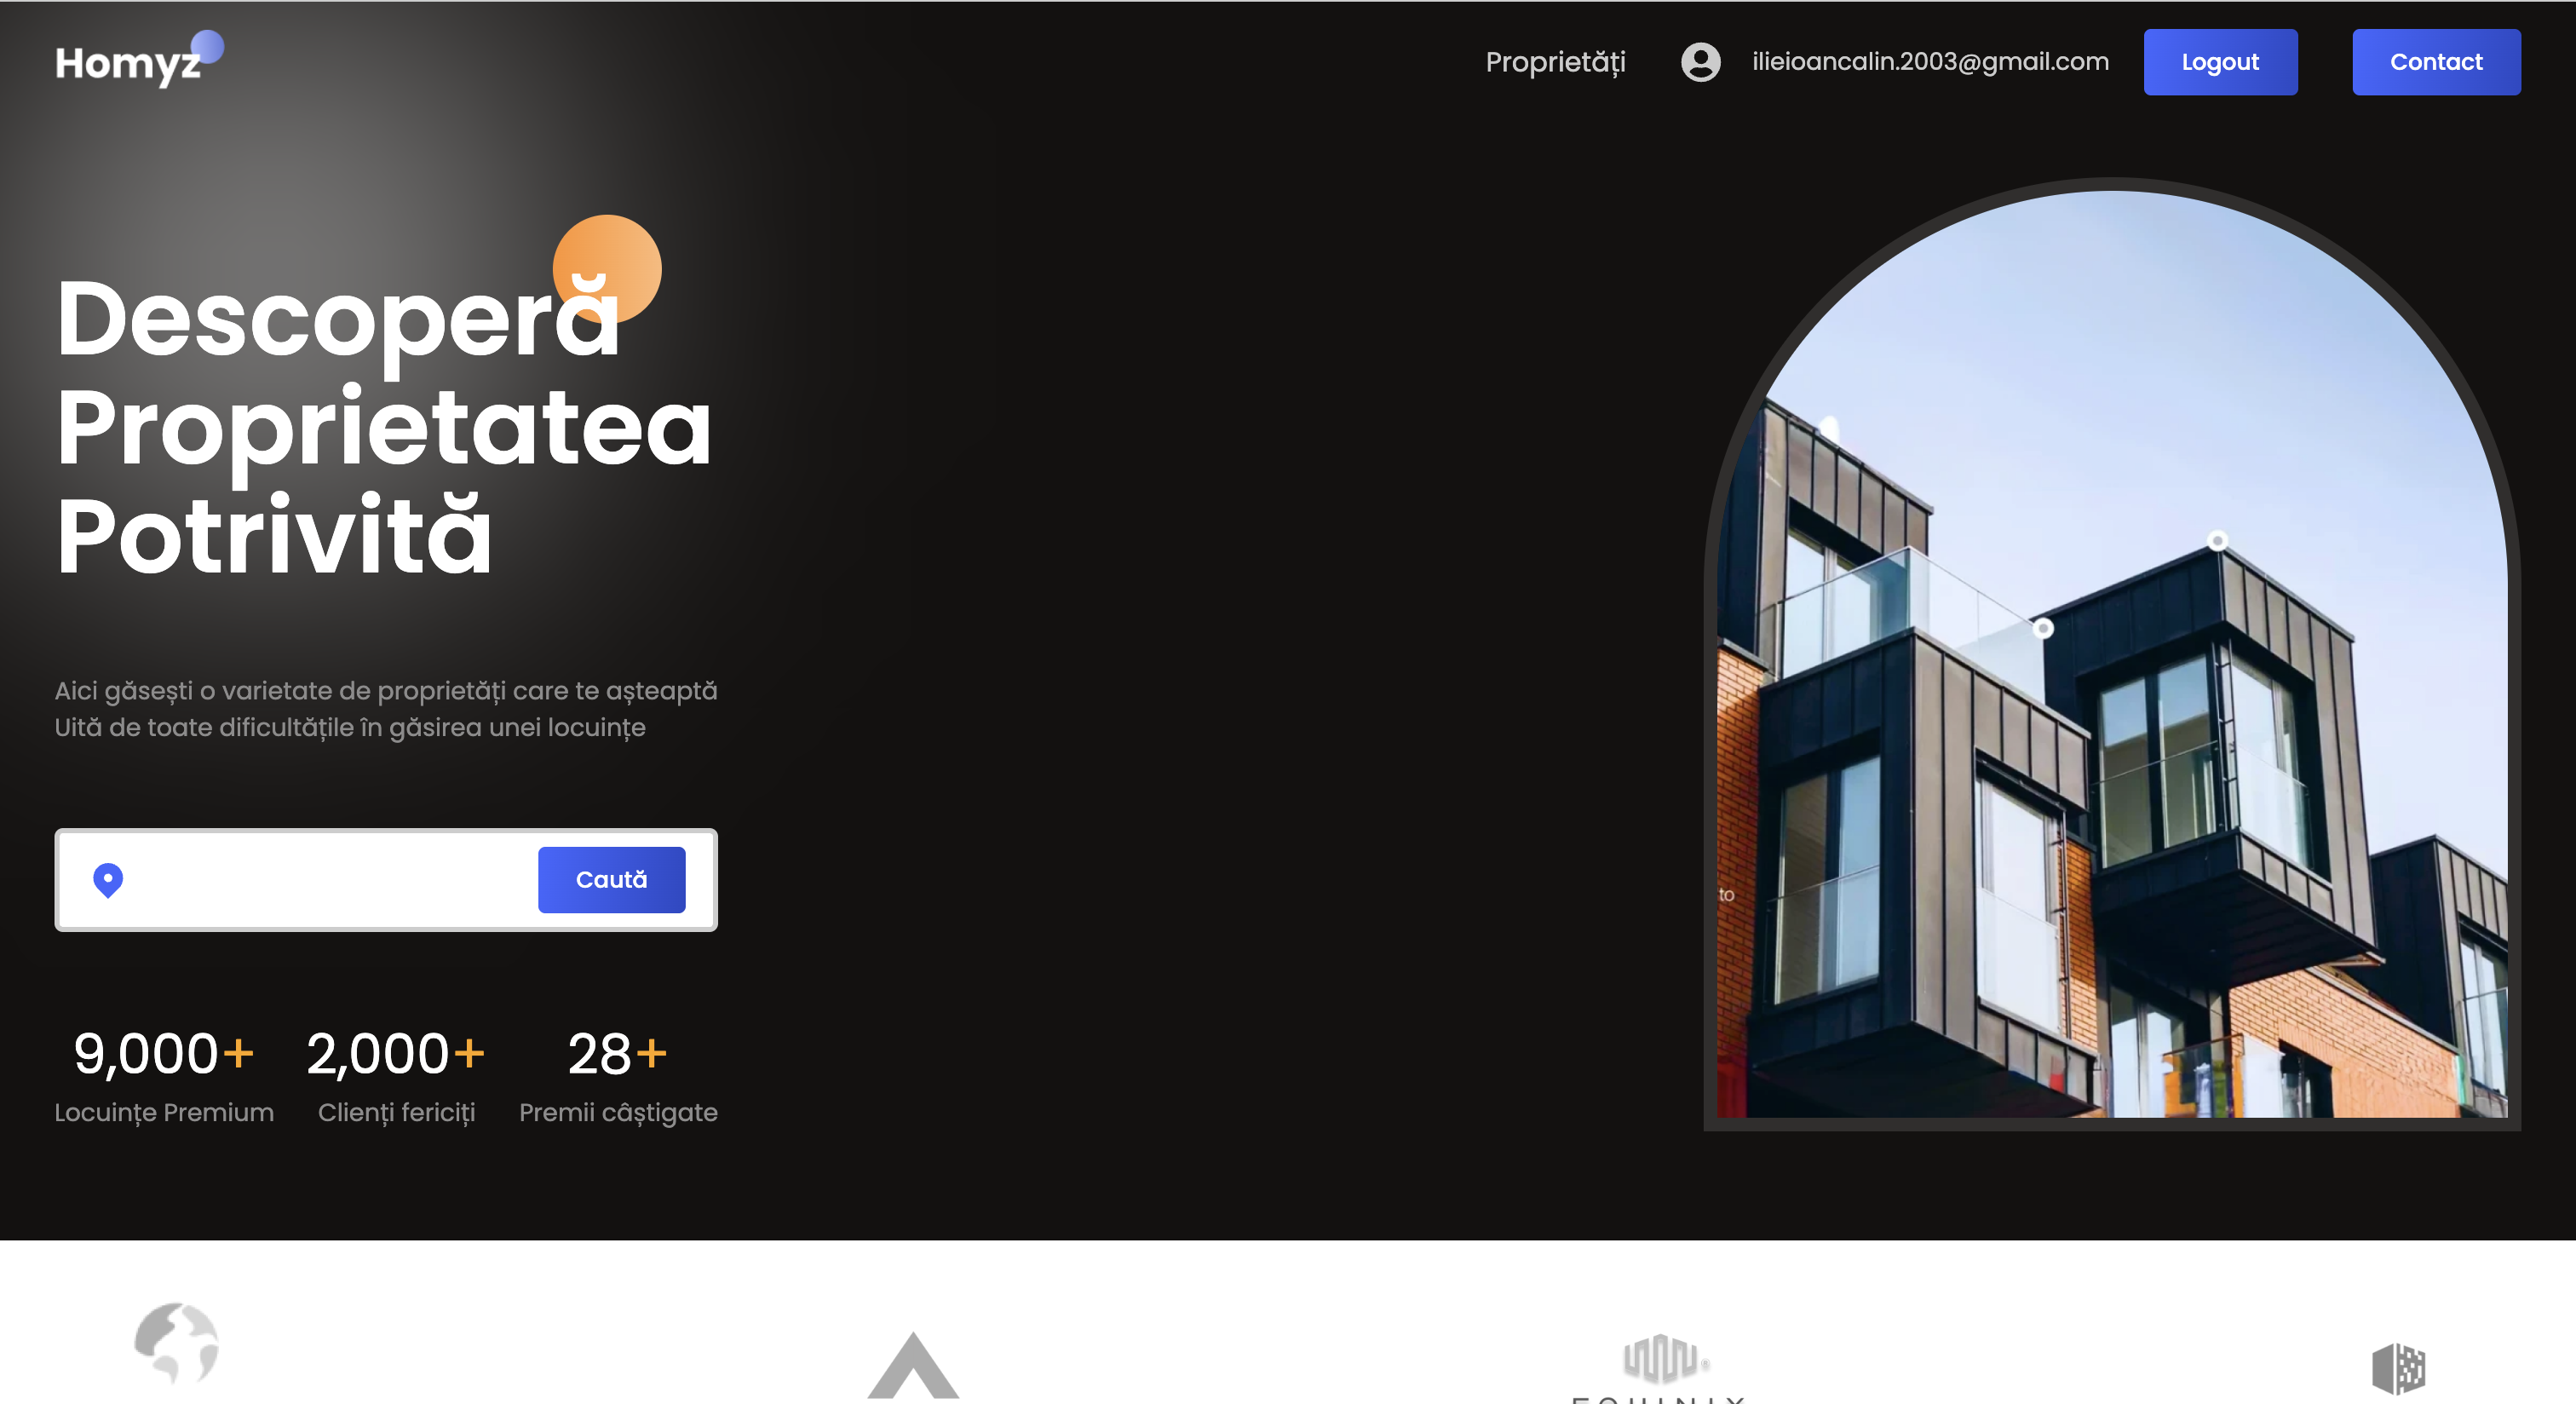 Homyz
Proprietăți
ilieioancalin.2003@gmail.com
Logout
Contact
Descoperă
Proprietatea
Potrivită
Aici găsești o varietate de proprietăți care te așteaptă
Uită de toate dificultățile în găsirea unei locuințe
Caută
9,000+
2,000+
28+
Locuințe Premium
Clienți fericiți
Premii câștigate
to
EQUINIX